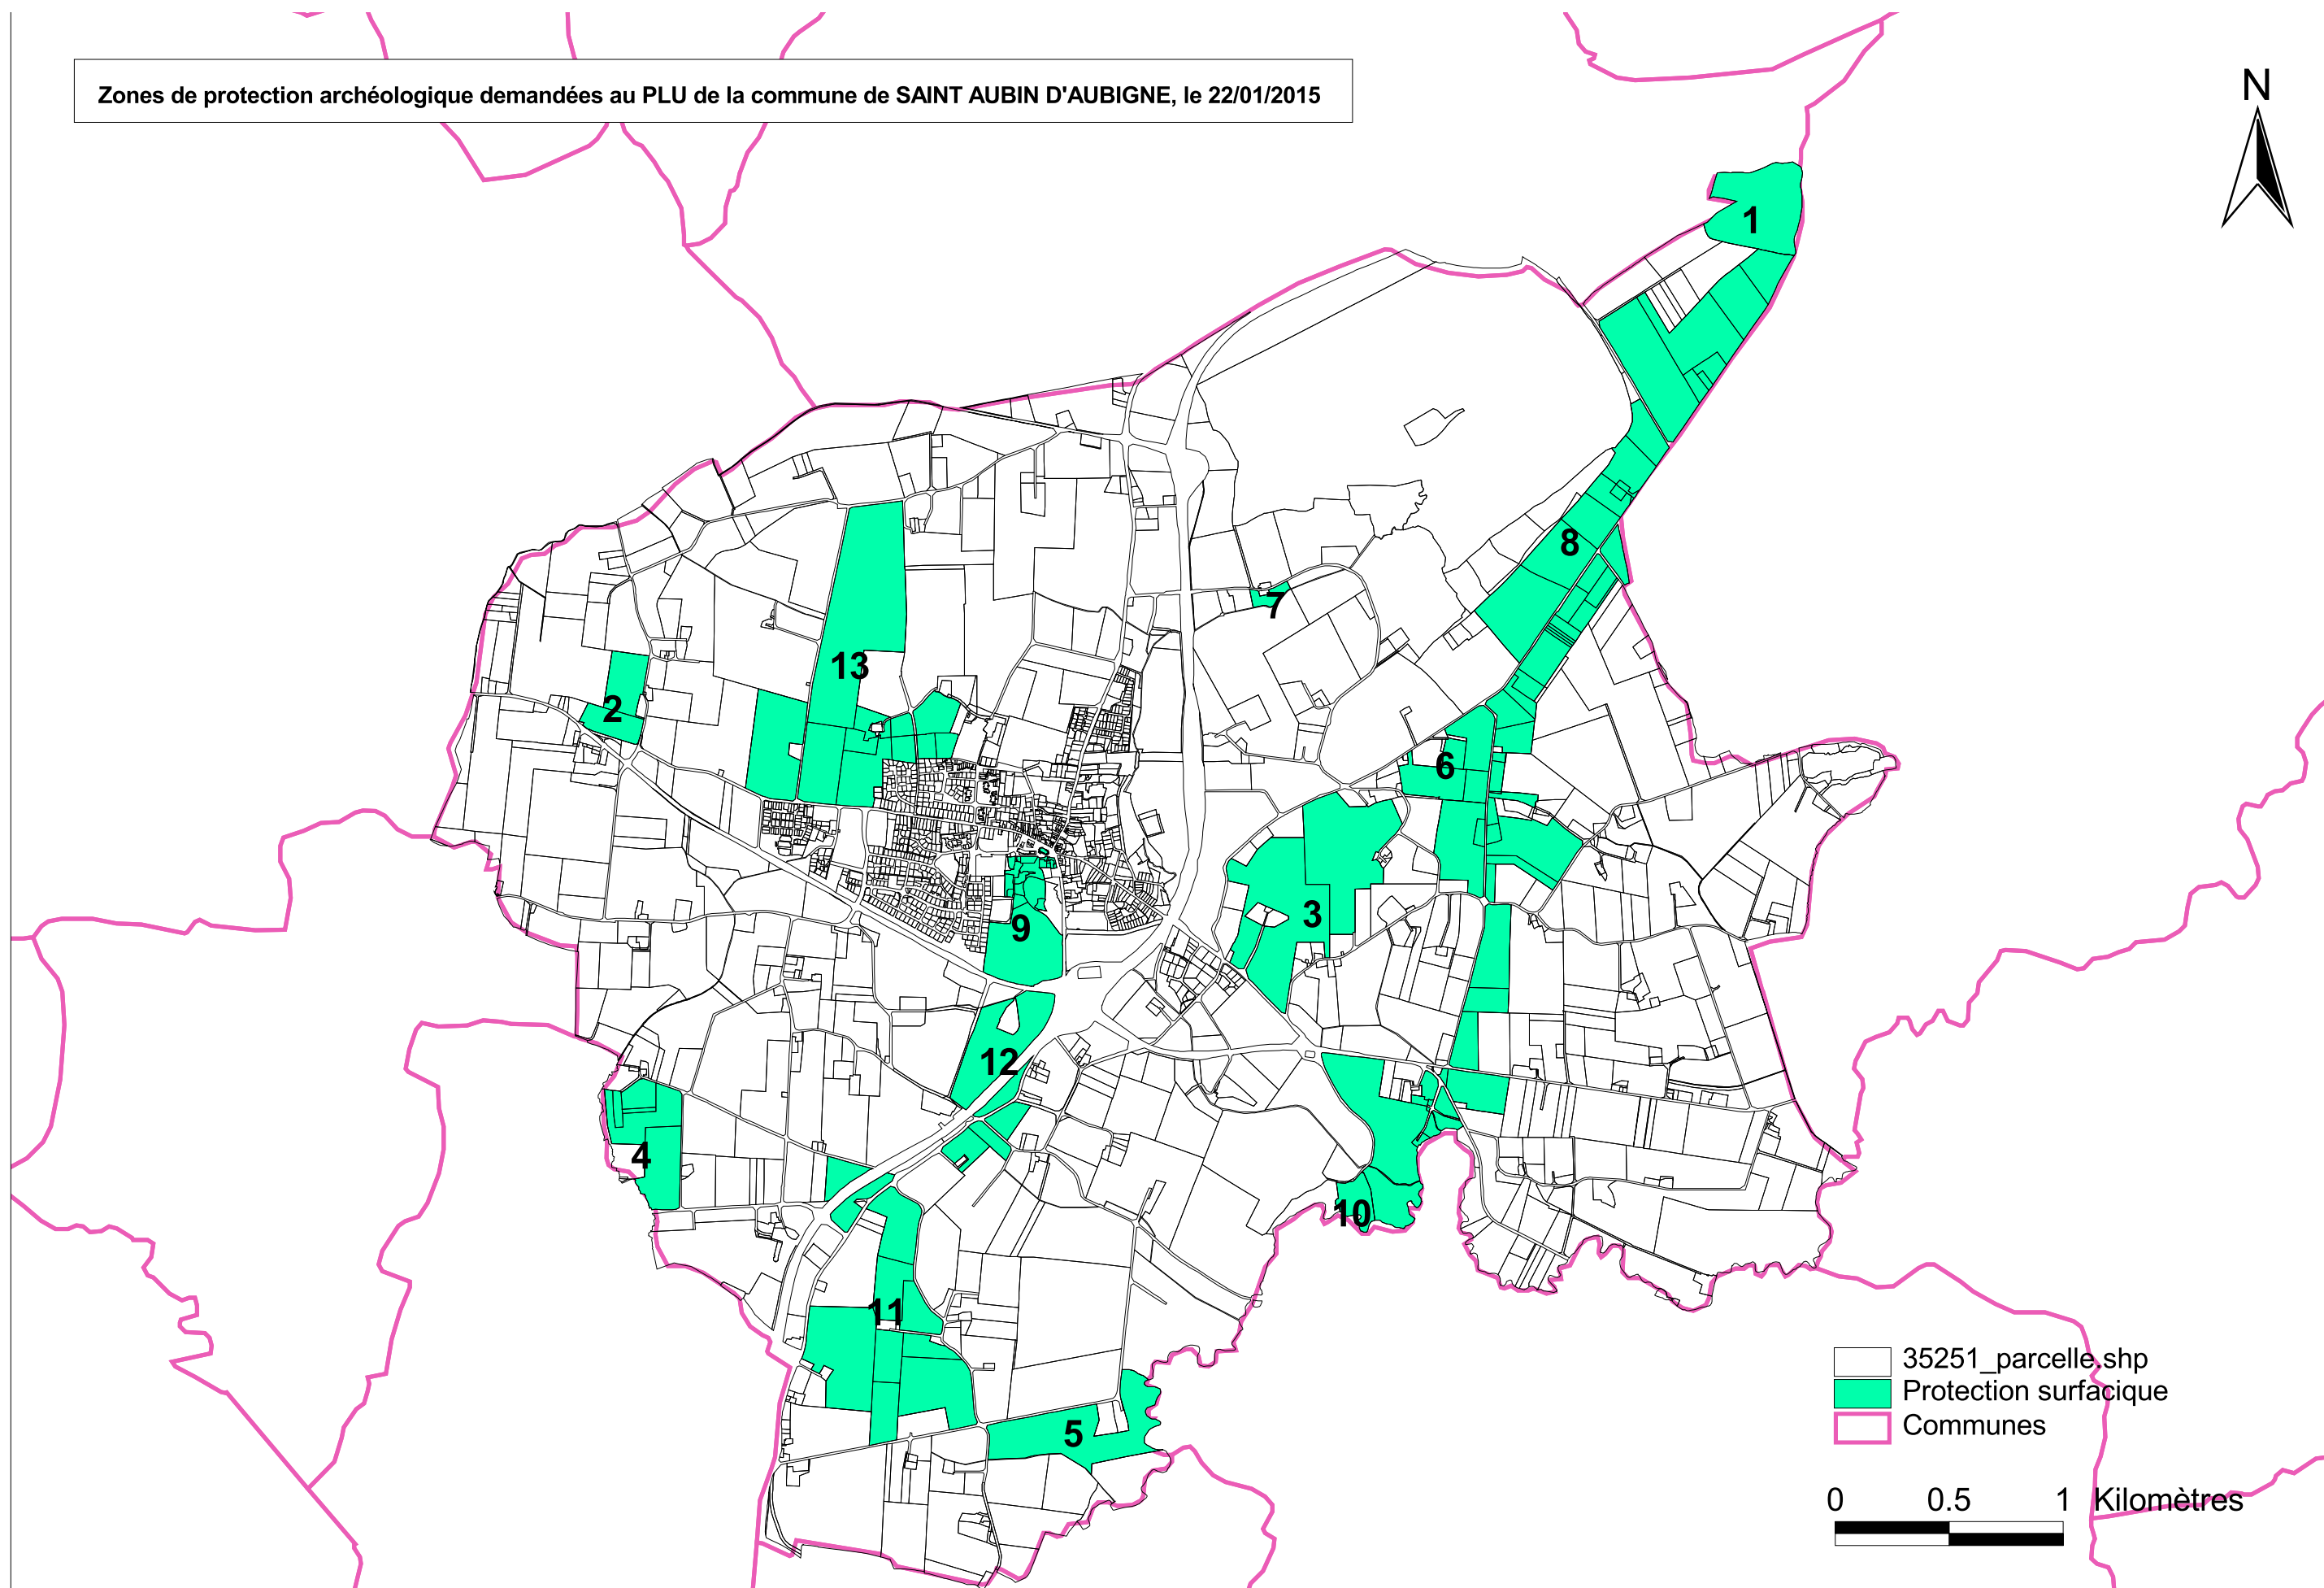 Zones de protection archéologique demandées au PLU de la commune de SAINT AUBIN D'AUBIGNE, le 22/01/2015
N
1
8
7
13
2
6
3
9
12
4
10
11
5
35251_parcelle.shp
Protection surfacique
Communes
0 0.5 1 Kilomètres